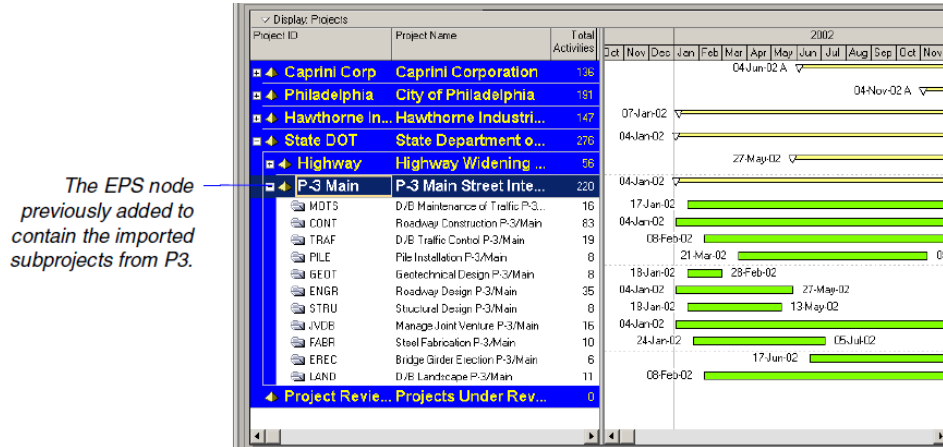 Display: Projects
Project ID Project Name Total Activities
2002
Oct Nov Dec Jan Feb Mar Apr May Jun Jul Aug Sep Oct Nov
Caprini Corp Caprini Corporation 136 04-Jun-02 A
Philadelphia City of Philadelphia 191 04-Nov-02 A
Hawthorne In... Hawthorne Industri... 147 07-Jan-02
State DOT State Department o... 276 04-Jan-02
Highway Highway Widening ... 56 27-May-02
P-3 Main P-3 Main Street Inte... 220 04-Jan-02
MOTS D/B Maintenance of Traffic P-3... 16 17-Jan-02
CONT Roadway Construction P-3/Main 83 04-Jan-02
TRAF D/B Traffic Control P-3/Main 19 08-Feb-02
PILE Pile Installation P-3/Main 8 21-Mar-02
GEOT Geotechnical Design P-3/Main 8 18-Jan-02 28-Feb-02
ENGR Roadway Design P-3/Main 35 04-Jan-02 27-May-02
STRU Structural Design P-3/Main 8 18-Jan-02 13-May-02
JVDB Manage Joint Venture P-3/Main 16 04-Jan-02
FABR Steel Fabrication P-3/Main 10 24-Jan-02 05-Jul-02
EREC Bridge Girder Erection P-3/Main 6 17-Jun-02
LAND D/B Landscape P-3/Main 11 08-Feb-02
Project Revie... Projects Under Rev... 0
The EPS node
previously added to
contain the imported
subprojects from P3.